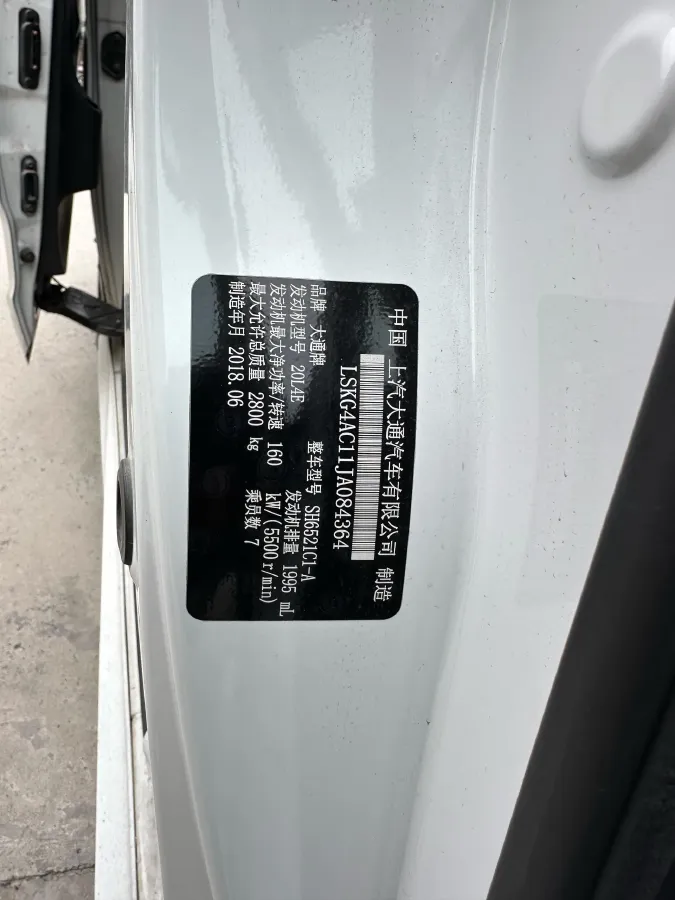 中国 上汽大通汽车有限公司 制造
LSKG4AC11JA084364
品牌 大通牌 整车型号 SH6521C1-A
发动机型号 20L4E 发动机排量 1995 mL
发动机最大净功率/转速 160 kW/(5500r/min)
最大允许总质量 2800 kg 乘员数 7
制造年月 2018.06